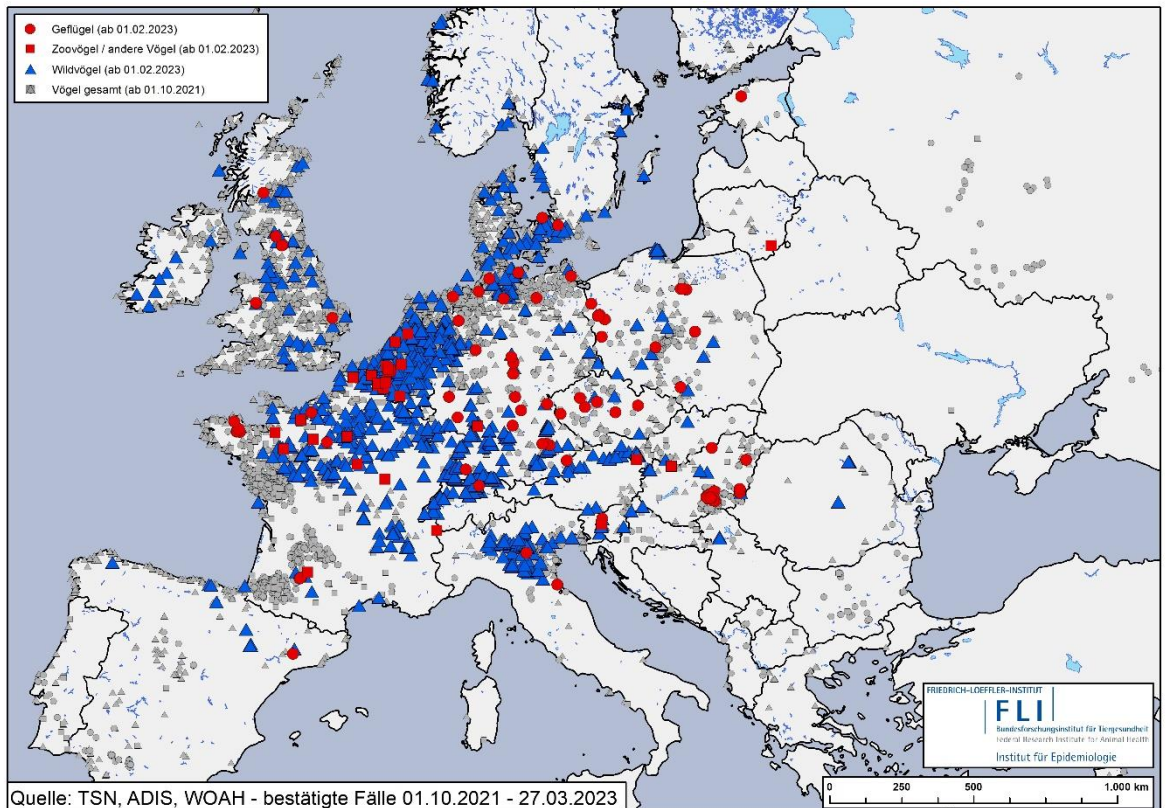 Geflügel (ab 01.02.2023)
Zoovögel / andere Vögel (ab 01.02.2023)
Wildvögel (ab 01.02.2023)
Vögel gesamt (ab 01.10.2021)
FRIEDRICH-LOEFFLER-INSTITUT
FLI
Bundesforschungsinstitut für Tiergesundheit
Federal Research Institute for Animal Health
Institut für Epidemiologie
Quelle: TSN, ADIS, WOAH - bestätigte Fälle 01.10.2021 - 27.03.2023
0 250 500 1.000 km